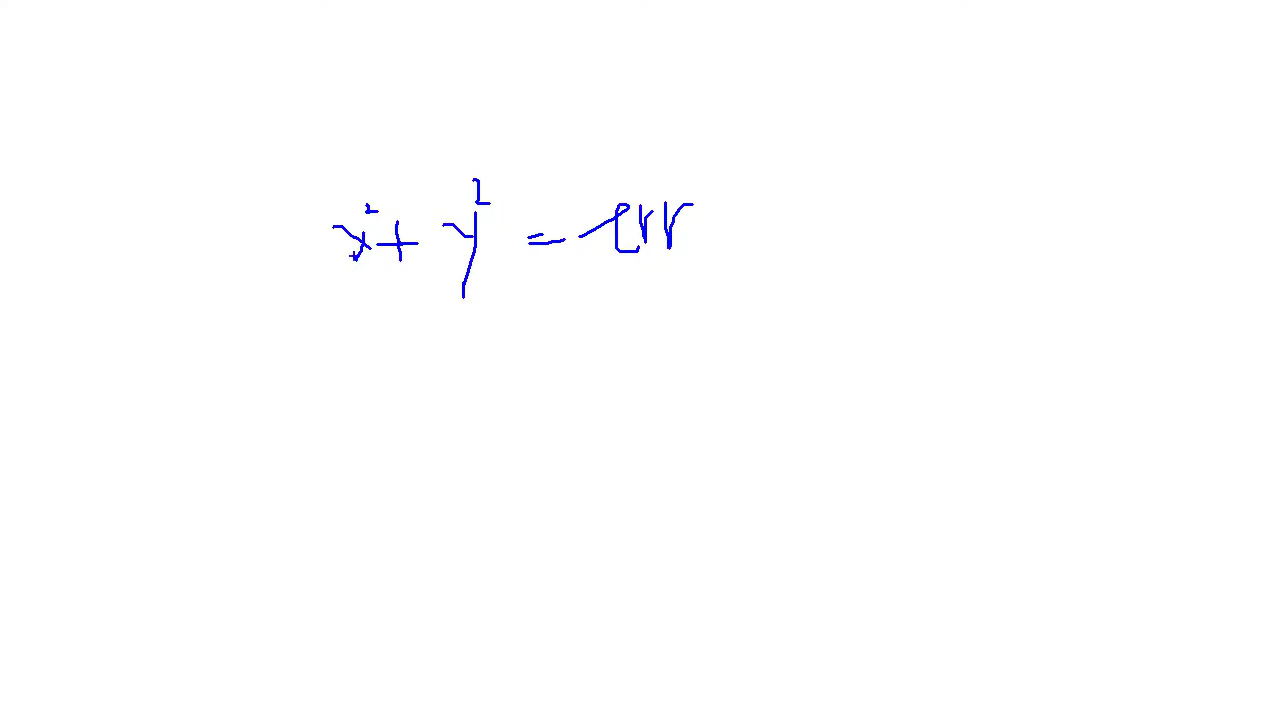 x² + y² = err